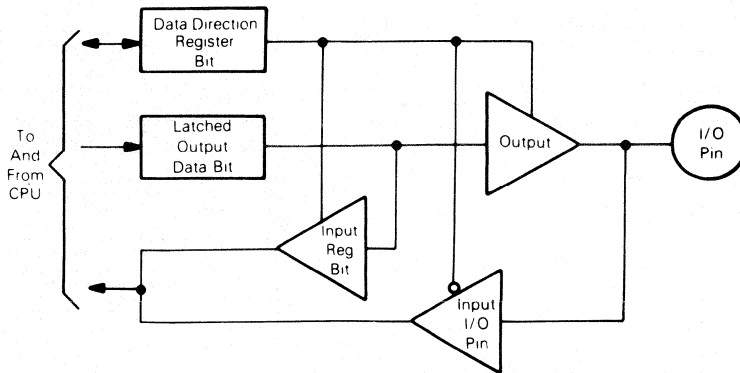 Data Direction
Register
Bit
To
And
From
CPU
Latched
Output
Data Bit
Output
I/O
Pin
Input
Reg
Bit
Input
I/O
Pin